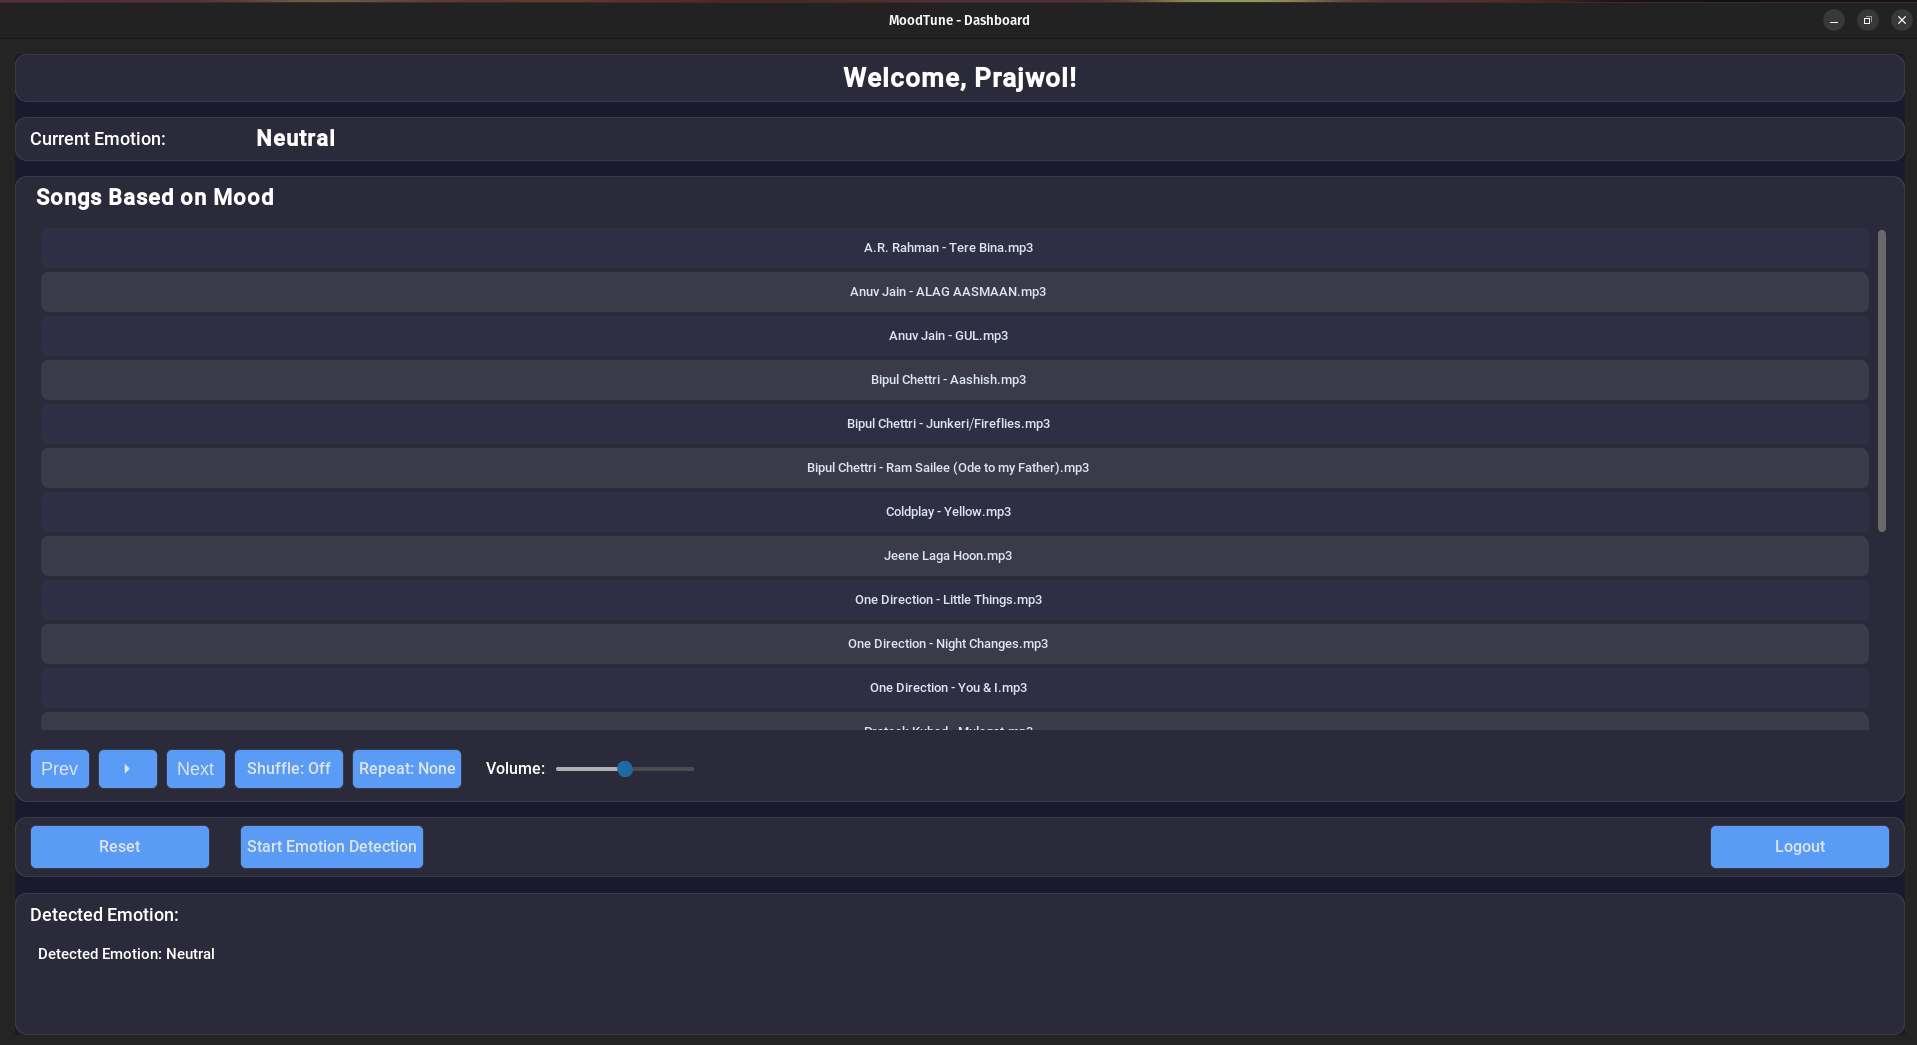 MoodTune - Dashboard
Welcome, Prajwol!
Current Emotion: Neutral
Songs Based on Mood
A.R. Rahman - Tere Bina.mp3
Anuv Jain - ALAG AASMAAN.mp3
Anuv Jain - GUL.mp3
Bipul Chettri - Aashish.mp3
Bipul Chettri - Junkeri/Fireflies.mp3
Bipul Chettri - Ram Sailee (Ode to my Father).mp3
Coldplay - Yellow.mp3
Jeene Laga Hoon.mp3
One Direction - Little Things.mp3
One Direction - Night Changes.mp3
One Direction - You & I.mp3
Prev Next Shuffle: Off Repeat: None Volume:
Reset Start Emotion Detection Logout
Detected Emotion:
Detected Emotion: Neutral